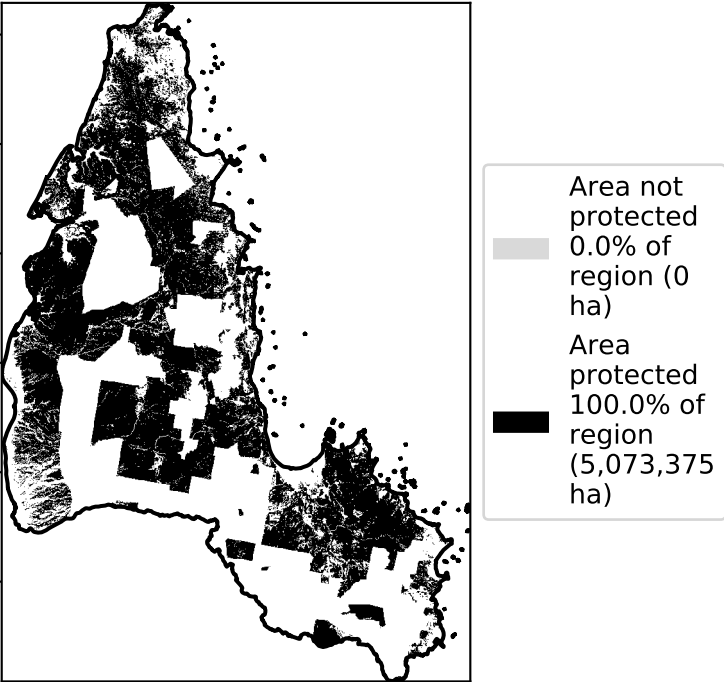 Area not
protected
0.0% of
region (0
ha)
Area
protected
100.0% of
region
(5,073,375
ha)